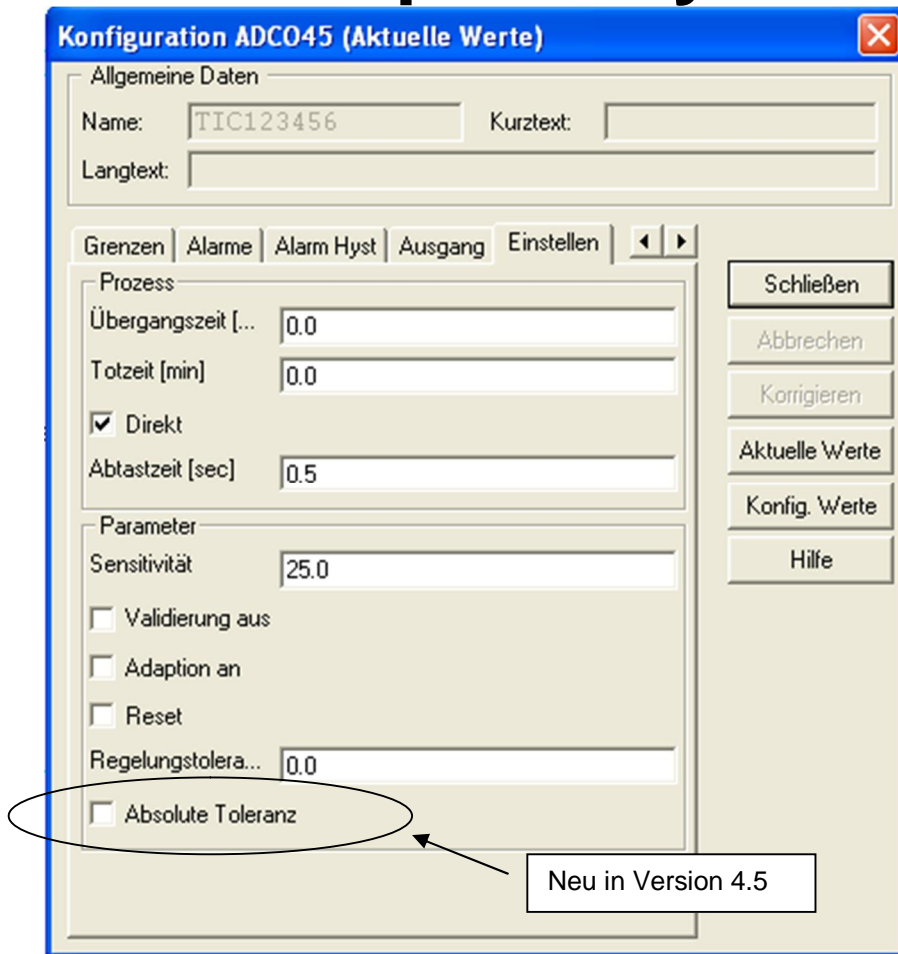 Konfiguration ADCO45 (Aktuelle Werte)
Allgemeine Daten
Name: TIC123456 Kurztext:
Langtext:
Grenzen Alarme Alarm Hyst Ausgang Einstellen
Prozess
Übergangszeit [... 0.0
Totzeit [min] 0.0
Direkt
Abtastzeit [sec] 0.5
Parameter
Sensitivität 25.0
Validierung aus
Adaption an
Reset
Regelungstolera... 0.0
Absolute Toleranz
Schließen
Abbrechen
Korrigieren
Aktuelle Werte
Konfig. Werte
Hilfe
Neu in Version 4.5